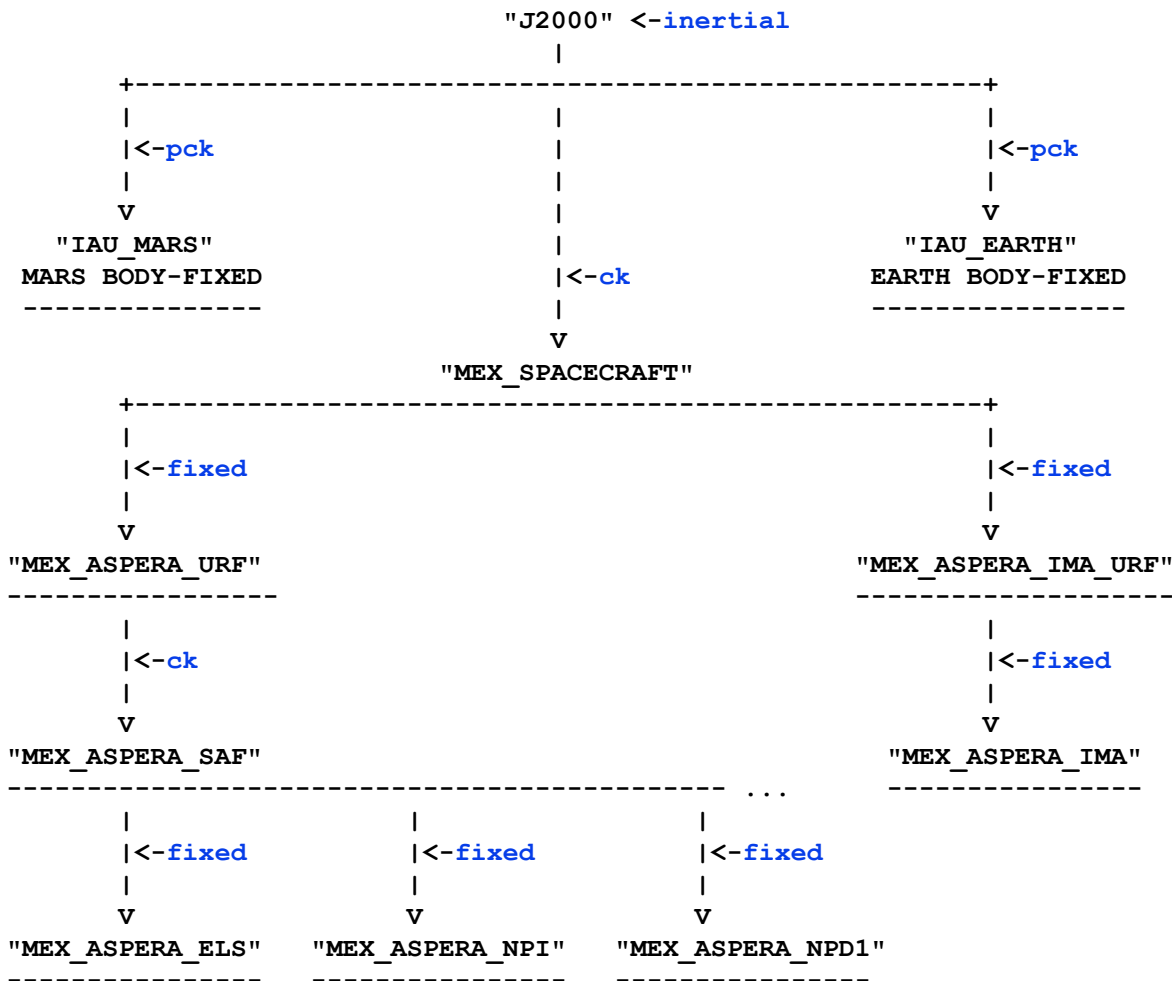 "J2000" <-inertial
|
+-----------------------------------------------------+
| | |
|<-pck | |<-pck
| | |
V | V
"IAU_MARS" | "IAU_EARTH"
MARS BODY-FIXED |<-ck EARTH BODY-FIXED
--------------- | ----------------
V
"MEX_SPACECRAFT"
+-----------------------------------------------------+
| |
|<-fixed |<-fixed
| |
V V
"MEX_ASPERA_URF" "MEX_ASPERA_IMA_URF"
----------------- --------------------
| |
|<-ck |<-fixed
| |
V V
"MEX_ASPERA_SAF" "MEX_ASPERA_IMA"
--------------------------------------------- ... ----------------
| | |
|<-fixed |<-fixed |<-fixed
| | |
V V V
"MEX_ASPERA_ELS" "MEX_ASPERA_NPI" "MEX_ASPERA_NPD1"
---------------- ---------------- ----------------